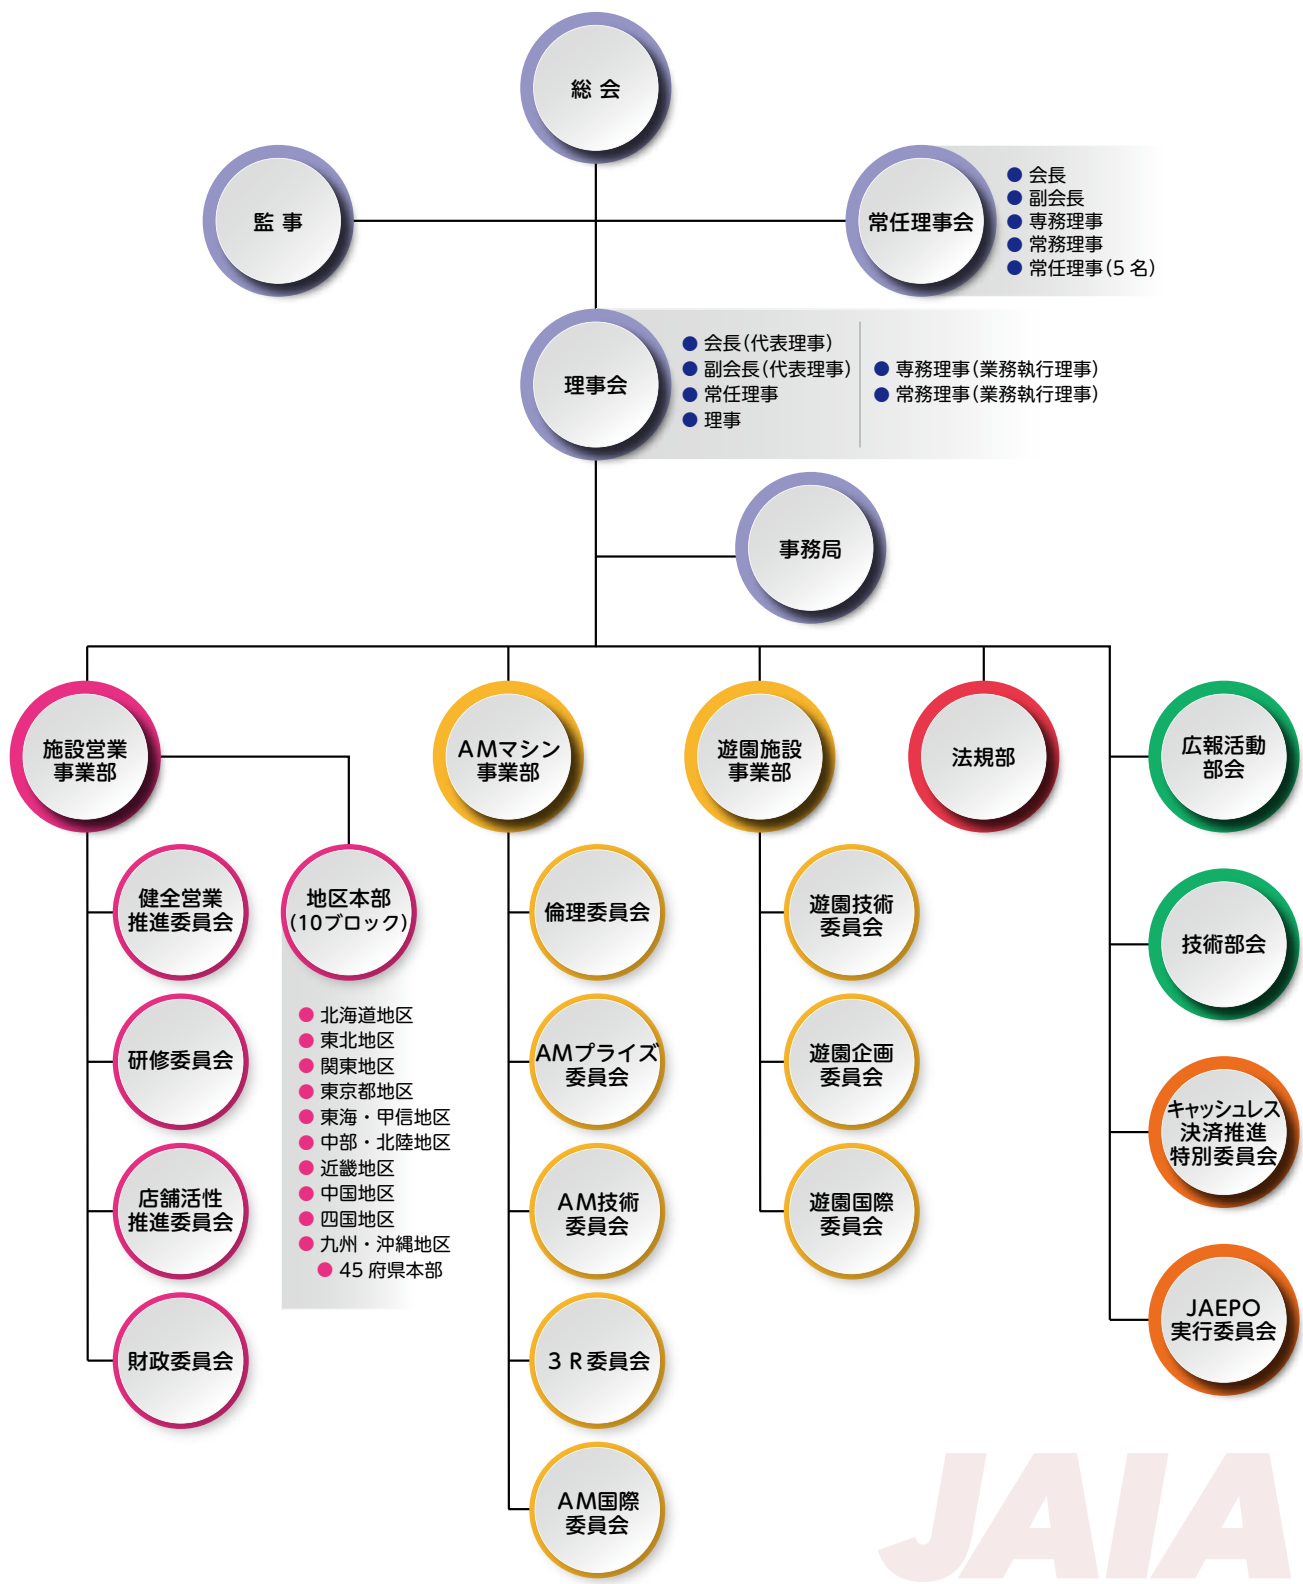 総 会
監 事
常任理事会
● 会長
● 副会長
● 専務理事
● 常務理事
● 常任理事(5 名)
理事会
● 会長(代表理事)
● 副会長(代表理事)
● 常任理事
● 理事
● 専務理事(業務執行理事)
● 常務理事(業務執行理事)
事務局
施設営業
事業部
AMマシン
事業部
遊園施設
事業部
法規部
広報活動
部会
健全営業
推進委員会
研修委員会
店舗活性
推進委員会
財政委員会
地区本部
(10ブロック)
● 北海道地区
● 東北地区
● 関東地区
● 東京都地区
● 東海・甲信地区
● 中部・北陸地区
● 近畿地区
● 中国地区
● 四国地区
● 九州・沖縄地区
● 45 府県本部
倫理委員会
AMプライズ
委員会
AM技術
委員会
3 R 委員会
AM国際
委員会
遊園技術
委員会
遊園企画
委員会
遊園国際
委員会
技術部会
キャッシュレス
決済推進
特別委員会
JAEPO
実行委員会
JAIA